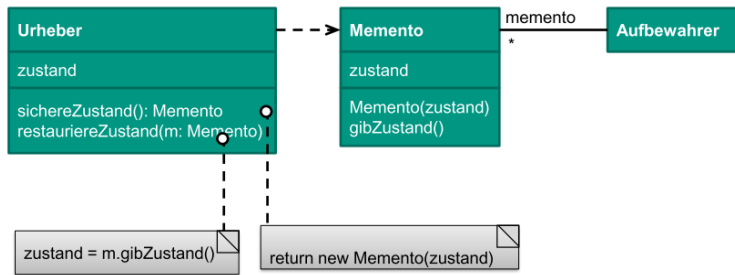 Urheber
zustand
sichereZustand(): Memento
restauriereZustand(m: Memento)
Memento
zustand
Memento(zustand)
gibZustand()
memento
*
Aufbewahrer
zustand = m.gibZustand()
return new Memento(zustand)